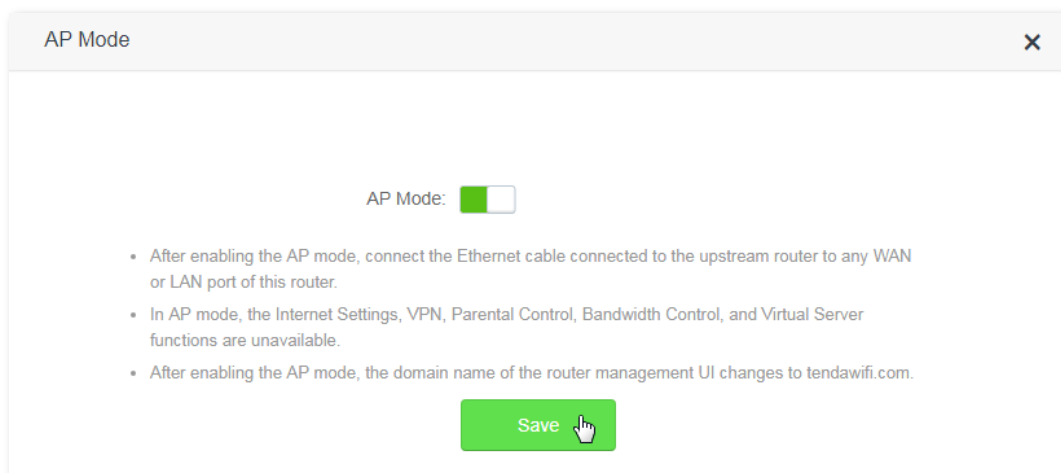 AP Mode
AP Mode:
• After enabling the AP mode, connect the Ethernet cable connected to the upstream router to any WAN
or LAN port of this router.
• In AP mode, the Internet Settings, VPN, Parental Control, Bandwidth Control, and Virtual Server
functions are unavailable.
• After enabling the AP mode, the domain name of the router management UI changes to tendawifi.com.
Save